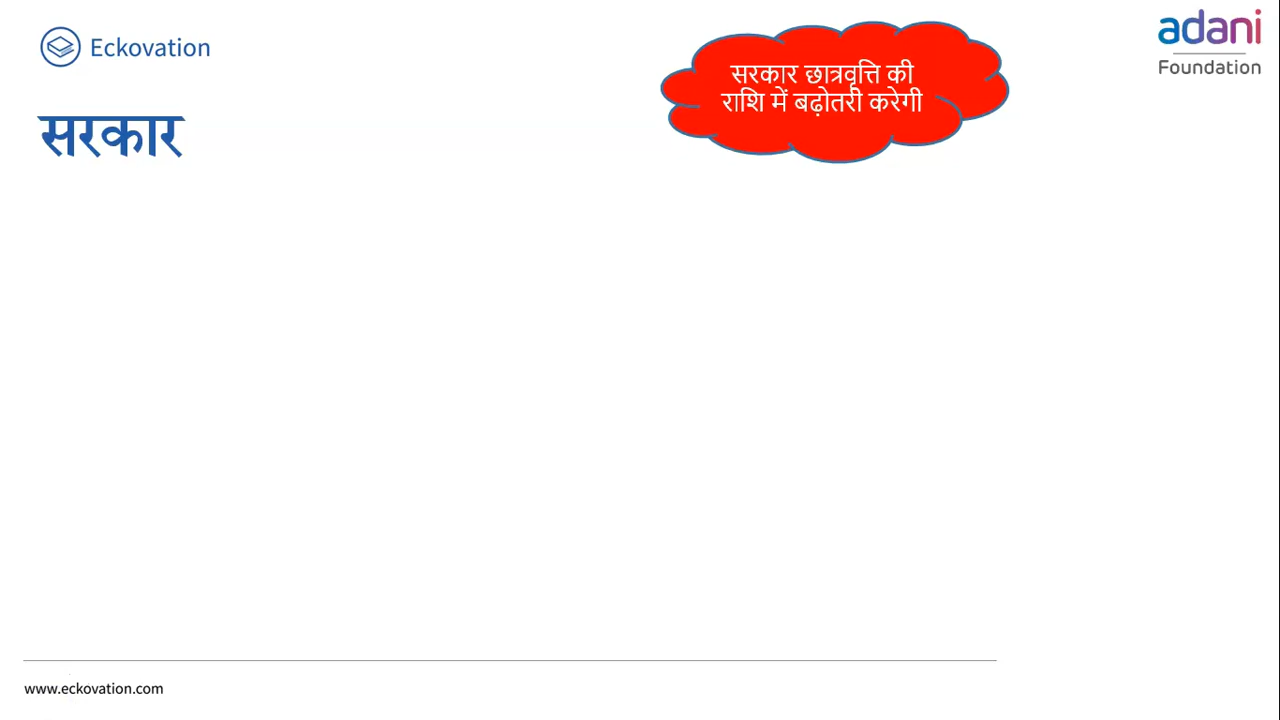 Eckovation
adani
Foundation
सरकार छात्रवृत्ति की
राशि में बढ़ोतरी करेगी
सरकार
www.eckovation.com